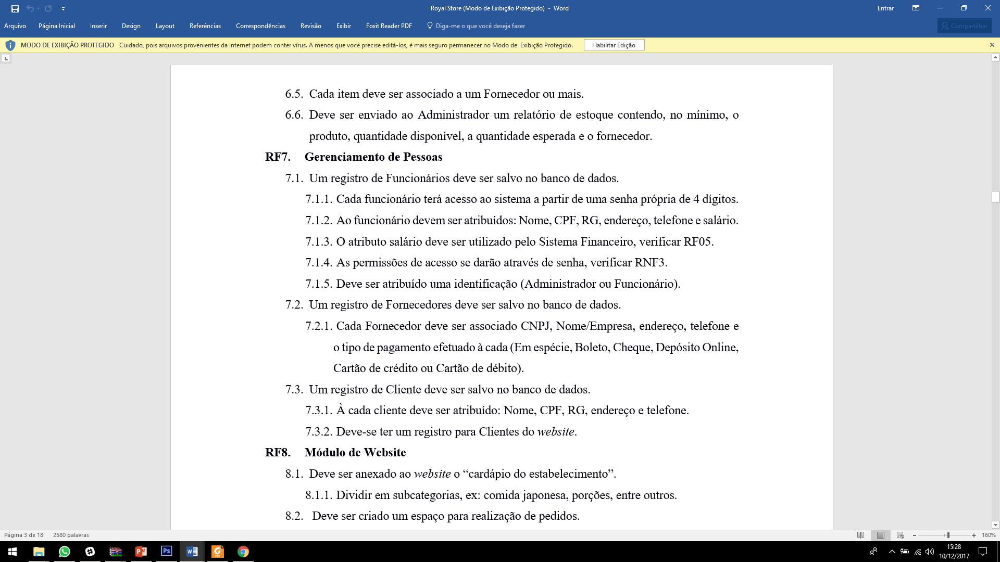 Royal Store (Modo de Exibição Protegido) - Word
Entrar
Arquivo Página Inicial Inserir Design Layout Referências Correspondências Revisão Exibir Foxit Reader PDF Diga-me o que você deseja fazer Compartilhar
MODO DE EXIBIÇÃO PROTEGIDO Cuidado, pois arquivos provenientes da Internet podem conter vírus. A menos que você precise editá-los, é mais seguro permanecer no Modo de Exibição Protegido. Habilitar Edição
6.5. Cada item deve ser associado a um Fornecedor ou mais.
6.6. Deve ser enviado ao Administrador um relatório de estoque contendo, no mínimo, o
produto, quantidade disponível, a quantidade esperada e o fornecedor.
RF7. Gerenciamento de Pessoas
7.1. Um registro de Funcionários deve ser salvo no banco de dados.
7.1.1. Cada funcionário terá acesso ao sistema a partir de uma senha própria de 4 dígitos.
7.1.2. Ao funcionário devem ser atribuídos: Nome, CPF, RG, endereço, telefone e salário.
7.1.3. O atributo salário deve ser utilizado pelo Sistema Financeiro, verificar RF05.
7.1.4. As permissões de acesso se darão através de senha, verificar RNF3.
7.1.5. Deve ser atribuído uma identificação (Administrador ou Funcionário).
7.2. Um registro de Fornecedores deve ser salvo no banco de dados.
7.2.1. Cada Fornecedor deve ser associado CNPJ, Nome/Empresa, endereço, telefone e
o tipo de pagamento efetuado à cada (Em espécie, Boleto, Cheque, Depósito Online,
Cartão de crédito ou Cartão de débito).
7.3. Um registro de Cliente deve ser salvo no banco de dados.
7.3.1. À cada cliente deve ser atribuído: Nome, CPF, RG, endereço e telefone.
7.3.2. Deve-se ter um registro para Clientes do website.
RF8. Módulo de Website
8.1. Deve ser anexado ao website o “cardápio do estabelecimento”.
8.1.1. Dividir em subcategorias, ex: comida japonesa, porções, entre outros.
8.2. Deve ser criado um espaço para realização de pedidos.
Página 3 de 18 2580 palavras 160%
15:28
10/12/2017